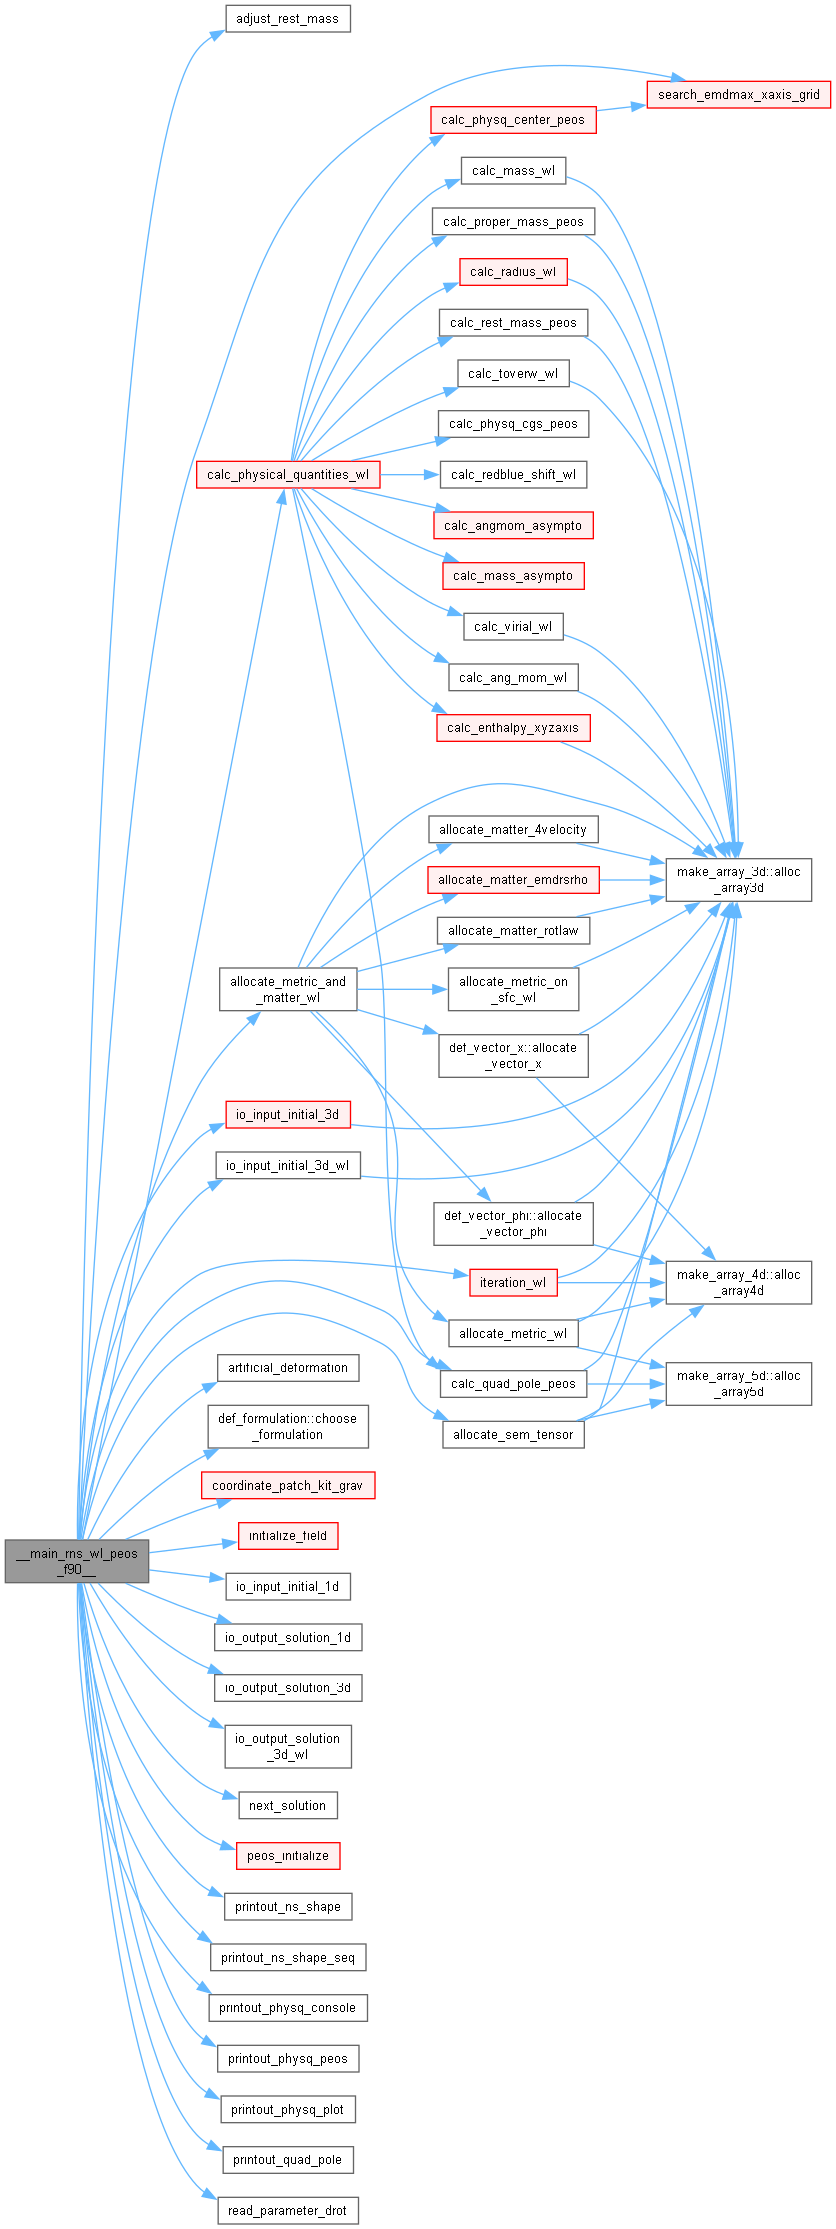 adjust_rest_mass
search_emdmax_xaxis_grid
calc_physq_center_peos
calc_mass_wl
calc_proper_mass_peos
calc_radius_wl
calc_rest_mass_peos
calc_toverw_wl
calc_physq_cgs_peos
calc_physical_quantities_wl
calc_redblue_shift_wl
calc_angmom_asympto
calc_mass_asympto
calc_virial_wl
calc_ang_mom_wl
calc_enthalpy_xyzaxis
allocate_matter_4velocity
make_array_3d::alloc
_array3d
allocate_matter_emdrsrho
allocate_matter_rotlaw
allocate_metric_and
_matter_wl
allocate_metric_on
_sfc_wl
def_vector_x::allocate
_vector_x
io_input_initial_3d
io_input_initial_3d_wl
def_vector_phi::allocate
_vector_phi
iteration_wl
make_array_4d::alloc
_array4d
allocate_metric_wl
artificial_deformation
calc_quad_pole_peos
make_array_5d::alloc
_array5d
def_formulation::choose
_formulation
allocate_sem_tensor
coordinate_patch_kit_grav
__main_rns_wl_peos
_f90__
initialize_field
io_input_initial_1d
io_output_solution_1d
io_output_solution_3d
io_output_solution
_3d_wl
next_solution
peos_initialize
printout_ns_shape
printout_ns_shape_seq
printout_physq_console
printout_physq_peos
printout_physq_plot
printout_quad_pole
read_parameter_drot